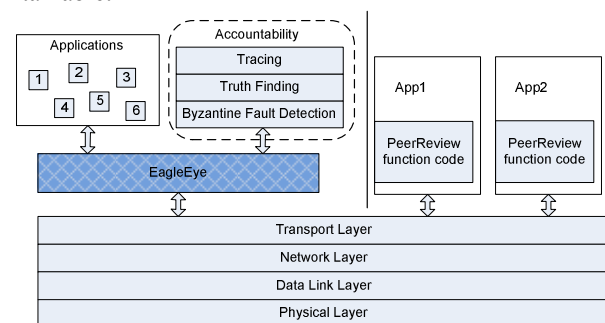 Applications
1
2
3
4
5
6
Accountability
Tracing
Truth Finding
Byzantine Fault Detection
EagleEye
App1
PeerReview
function code
App2
PeerReview
function code
Transport Layer
Network Layer
Data Link Layer
Physical Layer